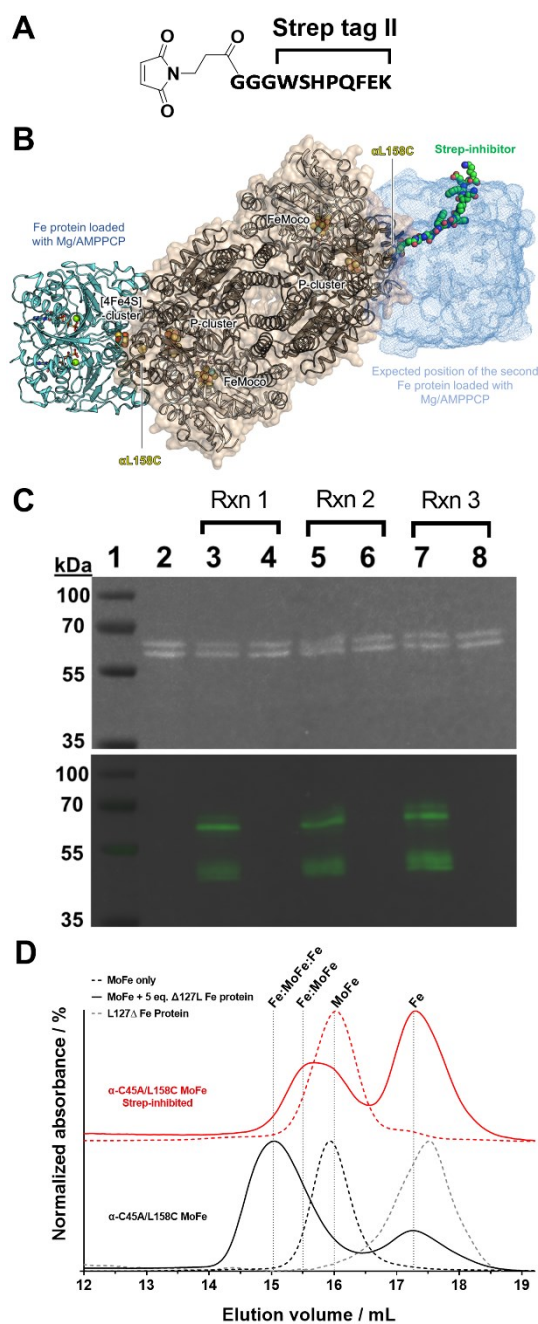 A
Strep tag II
O
N
O
O
GGGWSHPQFEK
B
αL158C
Strep-inhibitor
FeMoco
Fe protein loaded
with Mg/AMPPCP
P-cluster
[4Fe4S]
-cluster
P-cluster
FeMoco
Expected position of the second
Fe protein loaded with
Mg/AMPPCP
αL158C
C
Rxn 1 Rxn 2 Rxn 3
kDa 1 2 3 4 5 6 7 8
100
70
55
35
100
70
55
35
D
MoFe only
MoFe + 5 eq. Δ127L Fe protein
L127Δ Fe Protein
Fe:MoFe:Fe
Fe:MoFe
MoFe
Fe
α-C45A/L158C MoFe
Strep-inhibited
α-C45A/L158C MoFe
Normalized absorbance / %
12 13 14 15 16 17 18 19
Elution volume / mL